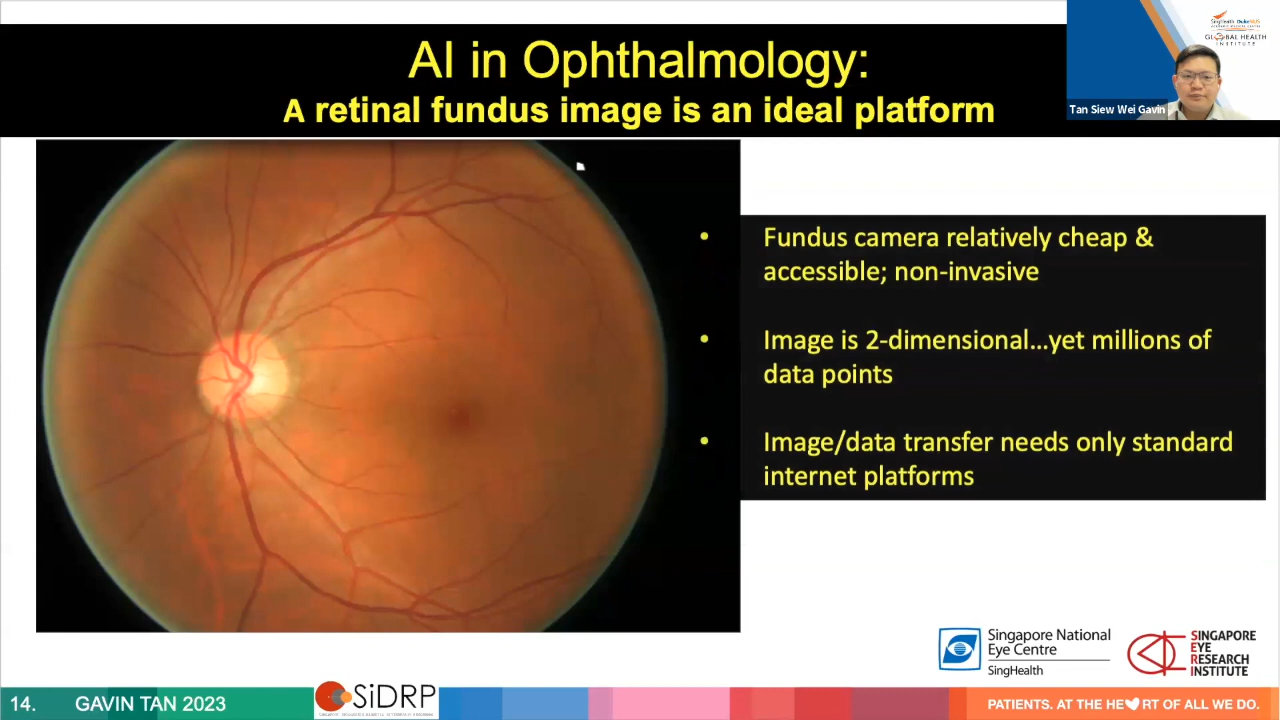 AI in Ophthalmology:
A retinal fundus image is an ideal platform
SingHealth DukeNUS
GLOBAL HEALTH
INSTITUTE
Tan Siew Wei Gavin
• Fundus camera relatively cheap &
accessible; non-invasive
• Image is 2-dimensional...yet millions of
data points
• Image/data transfer needs only standard
internet platforms
Singapore National
Eye Centre
SingHealth
SINGAPORE
EYE
RESEARCH
INSTITUTE
14.
GAVIN TAN 2023
SiDRP
PATIENTS. AT THE HE♥RT OF ALL WE DO.